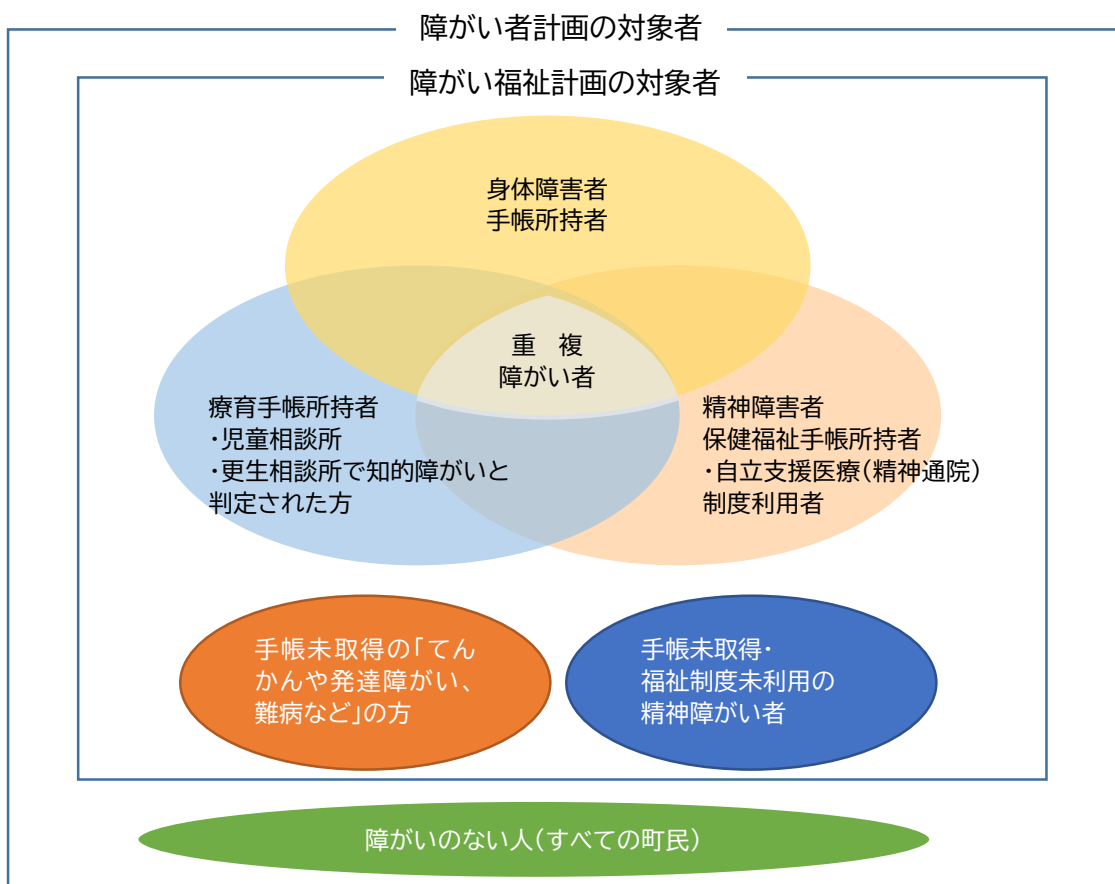 障がい者計画の対象者
障がい福祉計画の対象者
身体障害者
手帳所持者
重　複
障がい者
療育手帳所持者
・児童相談所
・更生相談所で知的障がいと
判定された方
精神障害者
保健福祉手帳所持者
・自立支援医療（精神通院）
制度利用者
手帳未取得の「てん
かんや発達障がい、
難病など」の方
手帳未取得・
福祉制度未利用の
精神障がい者
障がいのない人（すべての町民）